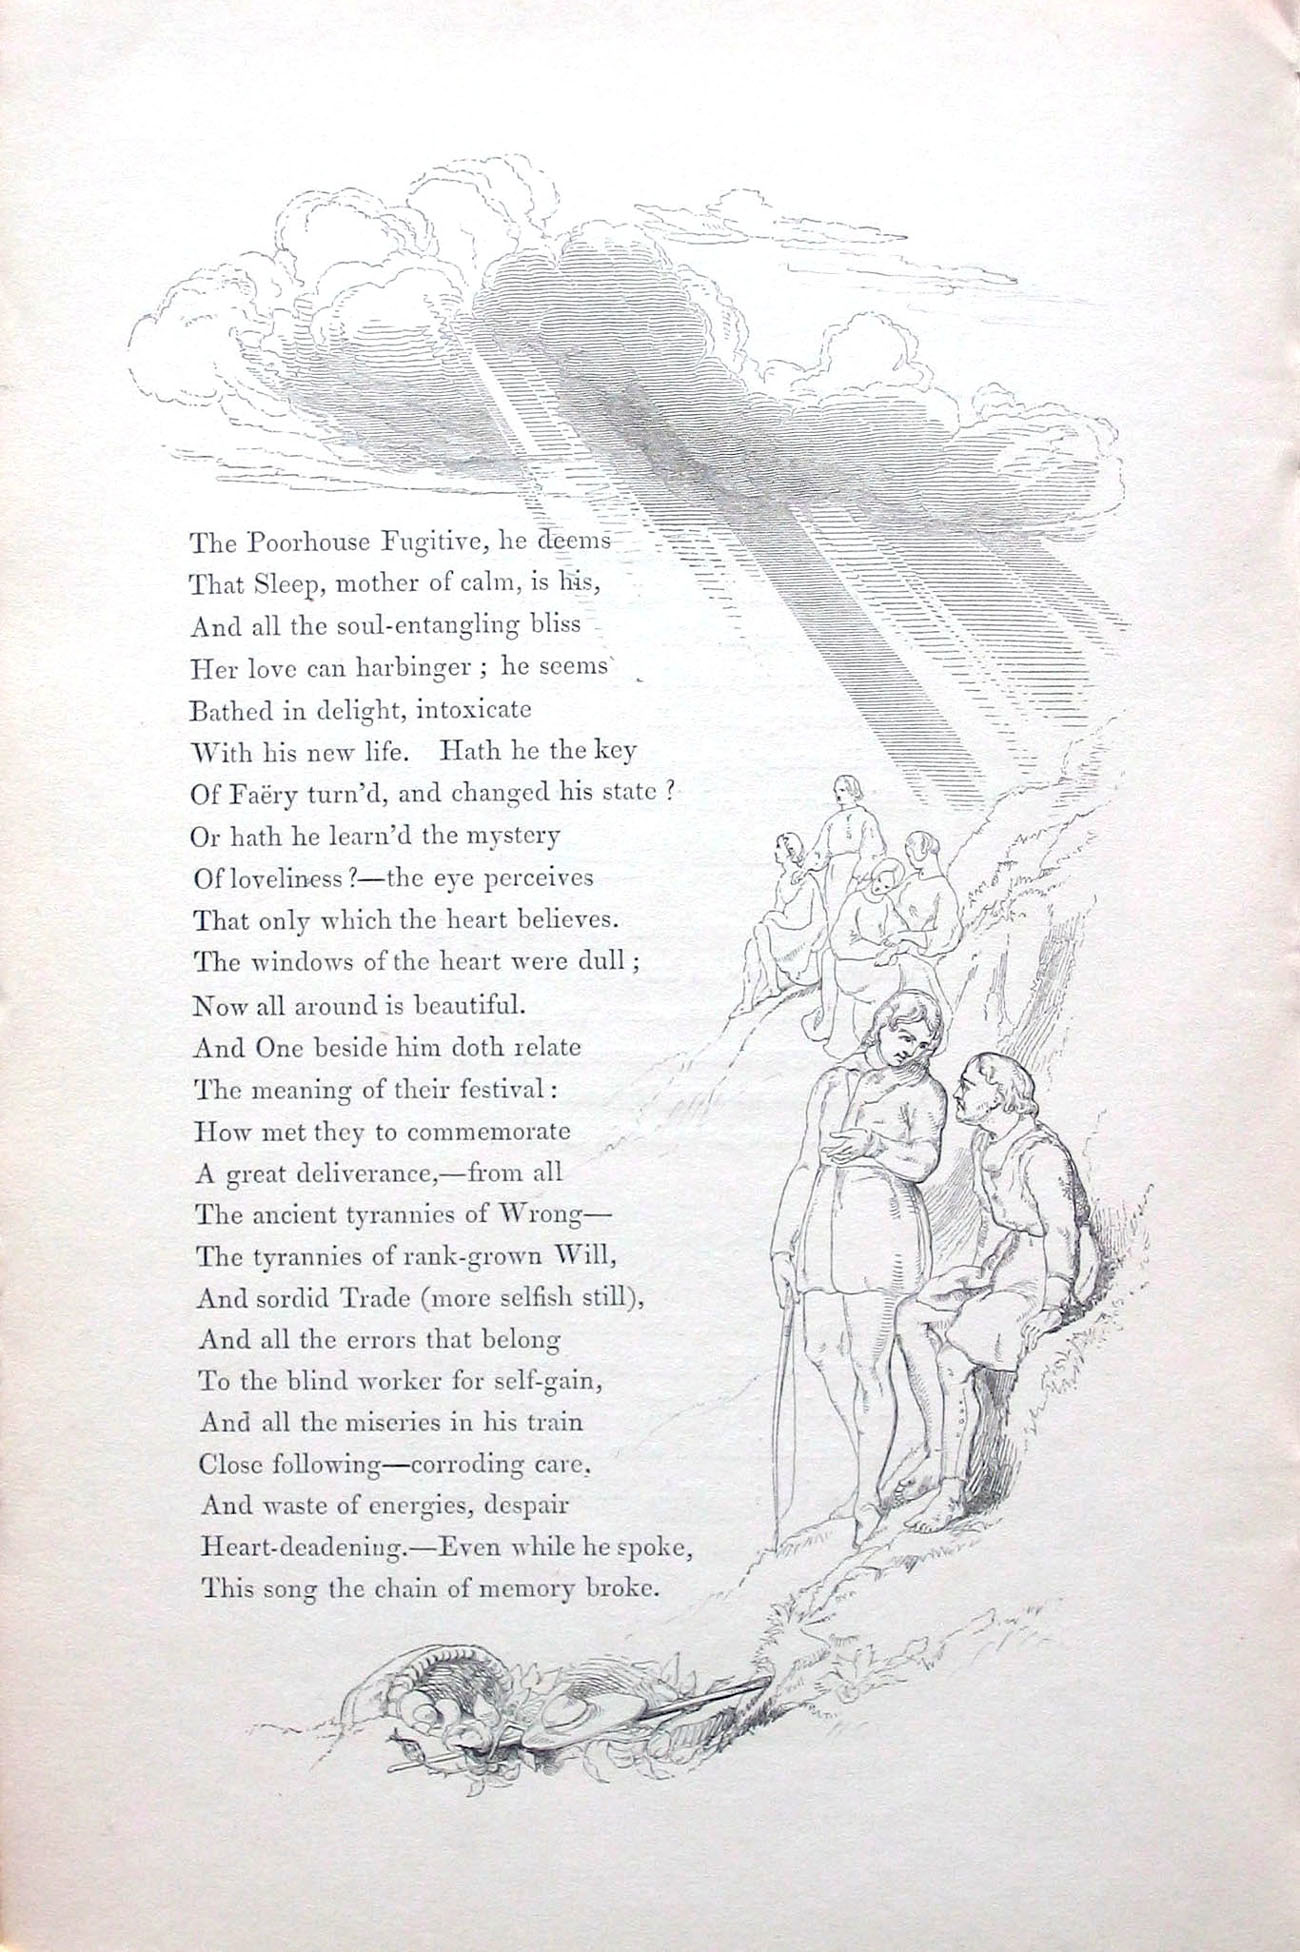 The Poorhouse Fugitive, he deems
That Sleep, mother of calm, is his,
And all the soul-entangling bliss
Her love can harbinger ; he seems
Bathed in delight, intoxicate
With his new life. Hath he the key
Of Faëry turn'd, and changed his state ?
Or hath he learn'd the mystery
Of loveliness ?—the eye perceives
That only which the heart believes.
The windows of the heart were dull ;
Now all around is beautiful.
And One beside him doth relate
The meaning of their festival :
How met they to commemorate
A great deliverance,—from all
The ancient tyrannies of Wrong—
The tyrannies of rank-grown Will,
And sordid Trade (more selfish still),
And all the errors that belong
To the blind worker for self-gain,
And all the miseries in his train
Close following—corroding care,
And waste of energies, despair
Heart-deadening.—Even while he spoke,
This song the chain of memory broke.